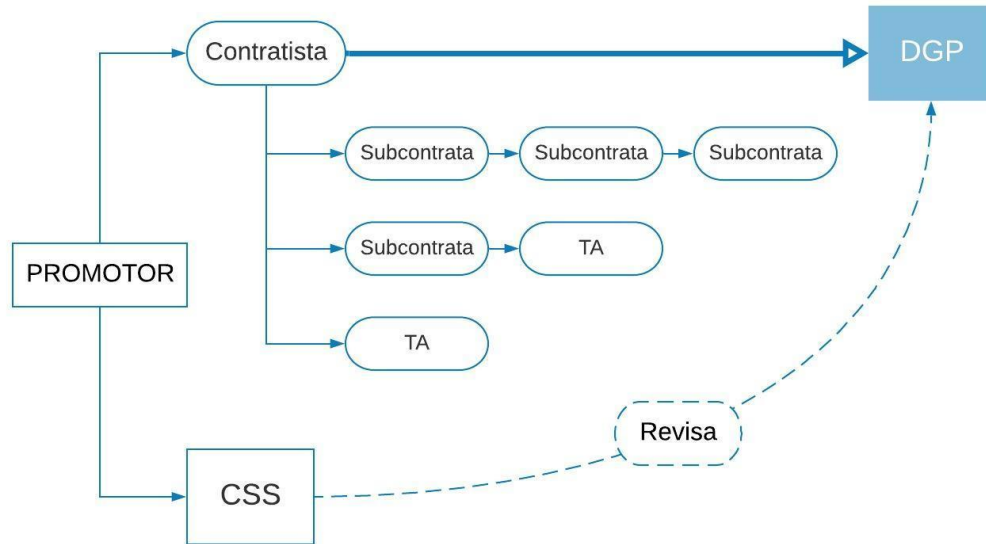 Contratista
DGP
Subcontrata
Subcontrata
Subcontrata
Subcontrata
TA
PROMOTOR
TA
Revisa
CSS